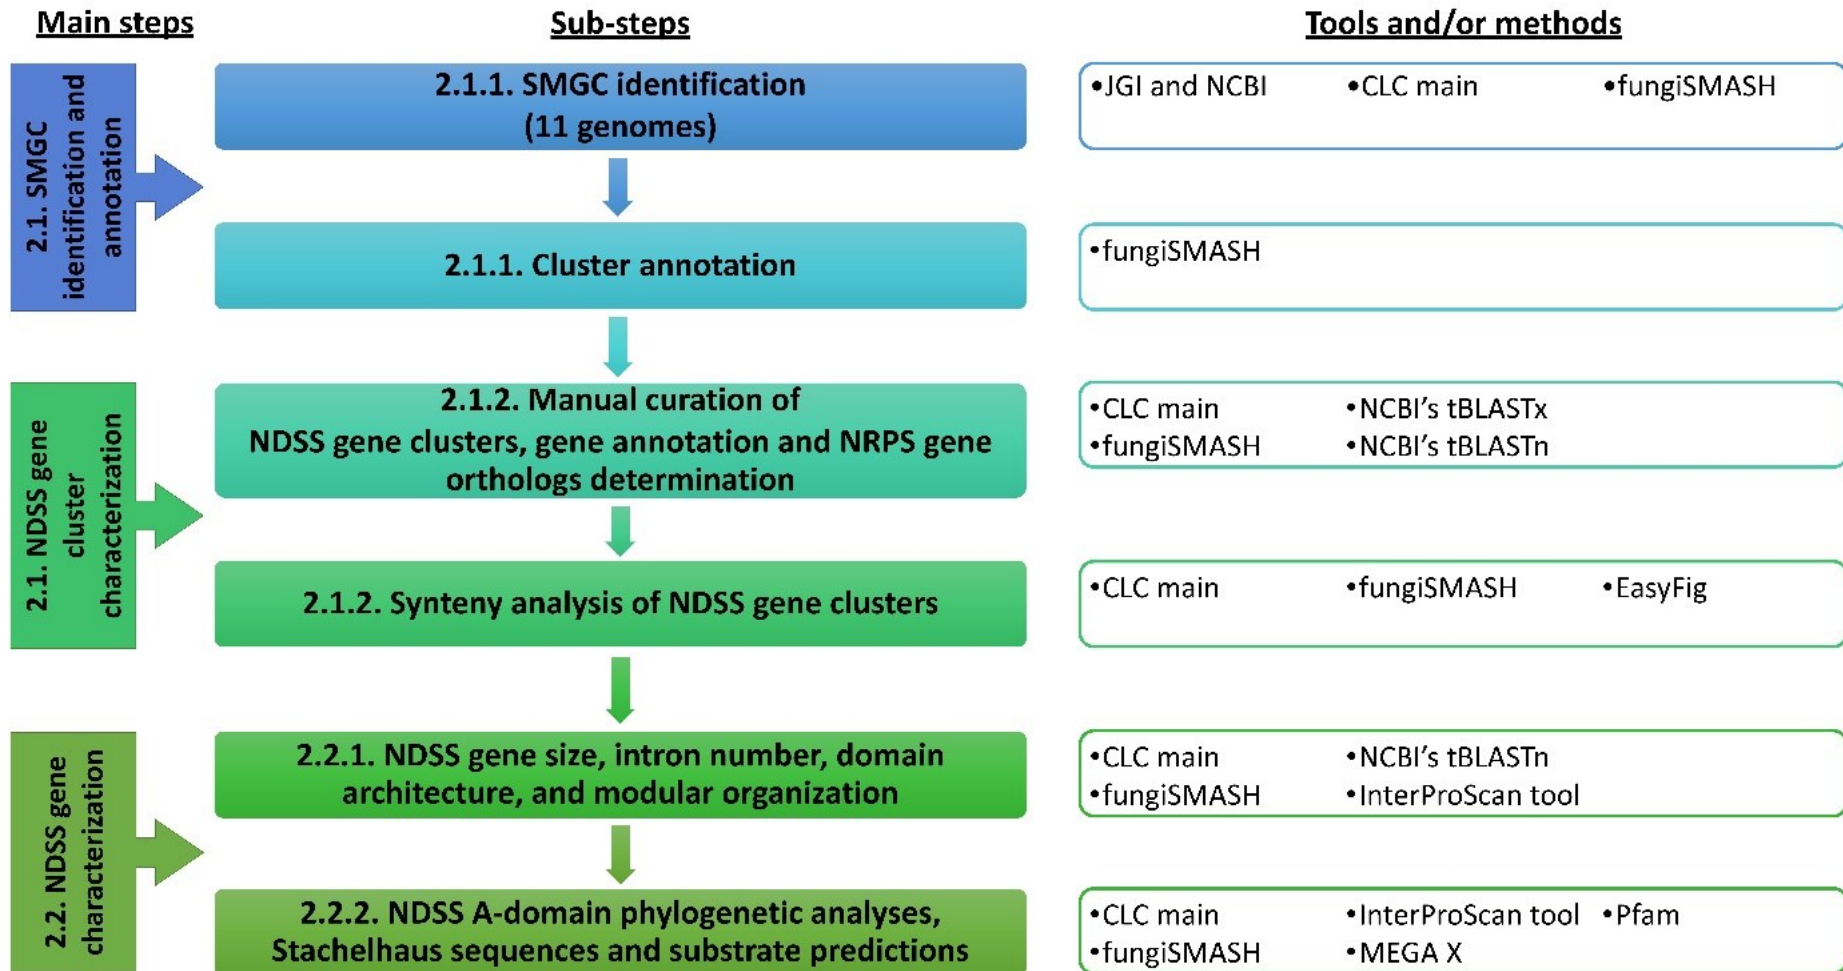 Main steps
Sub-steps
Tools and/or methods
2.1. SMGC
identification and
annotation
2.1.1. SMGC identification
(11 genomes)
•JGI and NCBI •CLC main •fungiSMASH
2.1.1. Cluster annotation
•fungiSMASH
2.1. NDSS gene
cluster
characterization
2.1.2. Manual curation of
NDSS gene clusters, gene annotation and NRPS gene
orthologs determination
•CLC main •NCBI's tBLASTx
•fungiSMASH •NCBI's tBLASTn
2.1.2. Synteny analysis of NDSS gene clusters
•CLC main •fungiSMASH •EasyFig
2.2. NDSS gene
characterization
2.2.1. NDSS gene size, intron number, domain
architecture, and modular organization
•CLC main •NCBI's tBLASTn
•fungiSMASH •InterProScan tool
2.2.2. NDSS A-domain phylogenetic analyses,
Stachelhaus sequences and substrate predictions
•CLC main •InterProScan tool •Pfam
•fungiSMASH •MEGA X